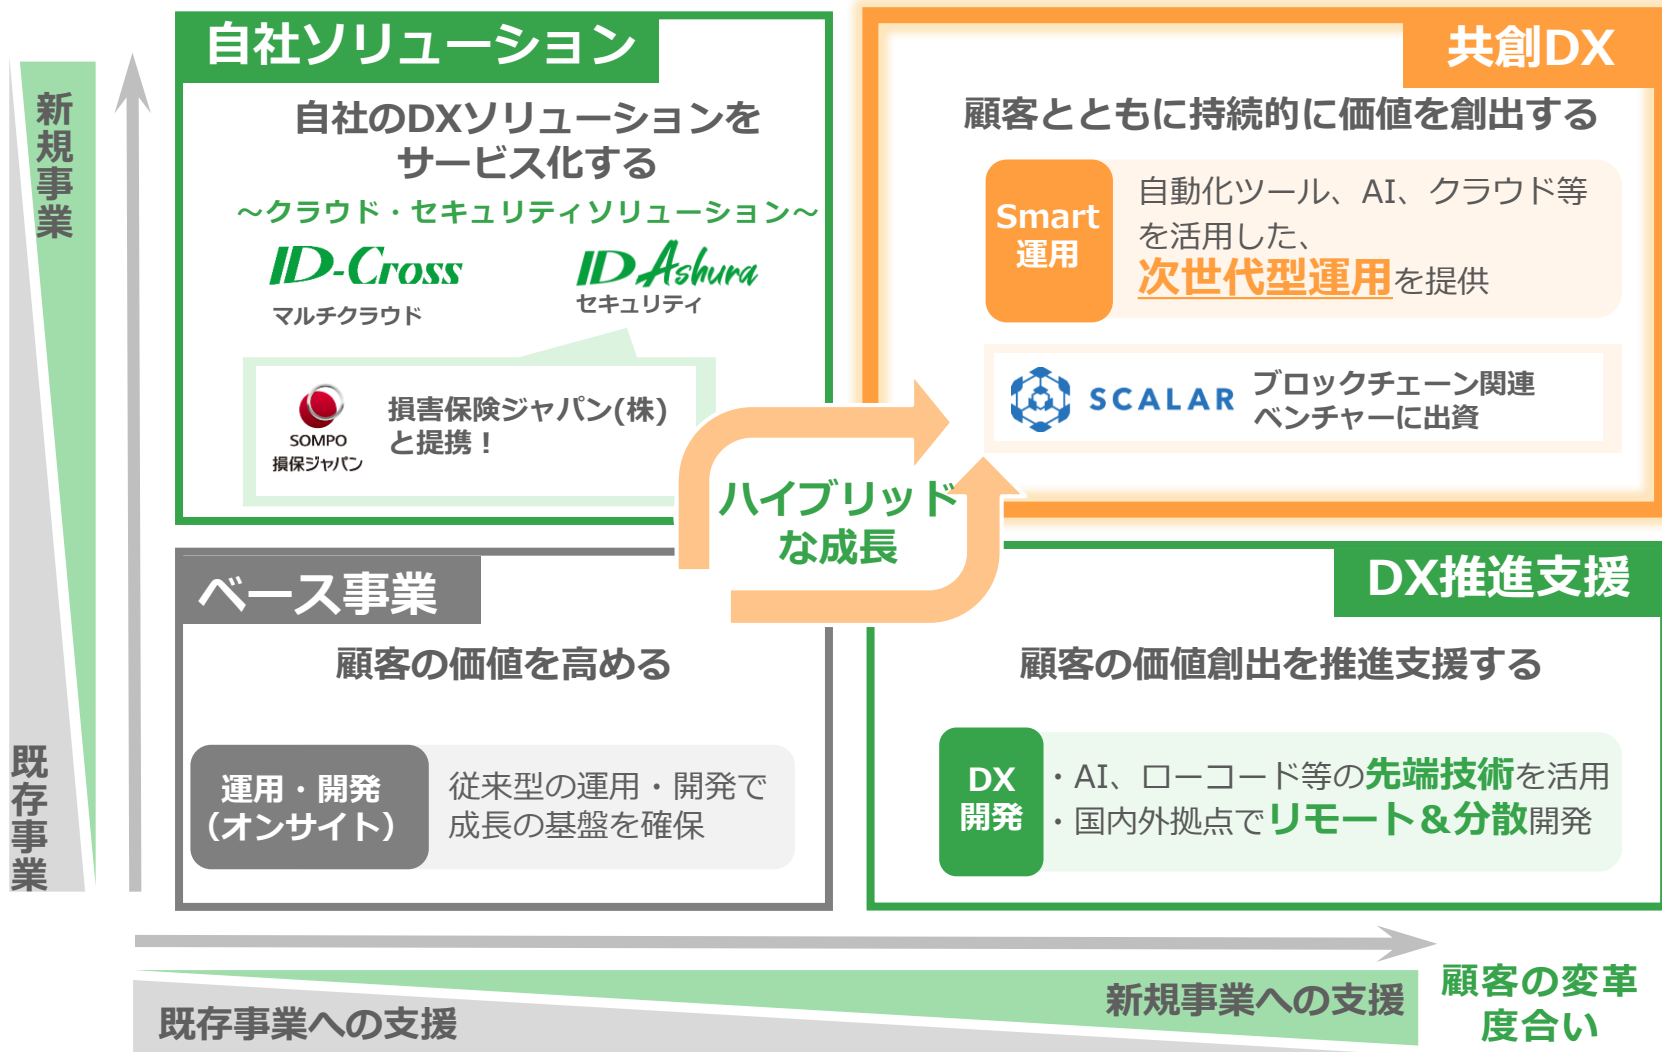 新規事業
既存事業
自社ソリューション
自社のDXソリューションを
サービス化する
～クラウド・セキュリティソリューション～
ID-Cross
マルチクラウド
ID Ashura
セキュリティ
SOMPO
損保ジャパン
損害保険ジャパン(株)
と提携！
共創DX
顧客とともに持続的に価値を創出する
Smart
運用
自動化ツール、AI、クラウド等
を活用した、
次世代型運用を提供
SCALAR
ブロックチェーン関連
ベンチャーに出資
ハイブリッド
な成長
ベース事業
顧客の価値を高める
運用・開発
（オンサイト）
従来型の運用・開発で
成長の基盤を確保
DX推進支援
顧客の価値創出を推進支援する
DX
開発
・AI、ローコード等の先端技術を活用
・国内外拠点でリモート＆分散開発
既存事業への支援
新規事業への支援
顧客の変革
度合い